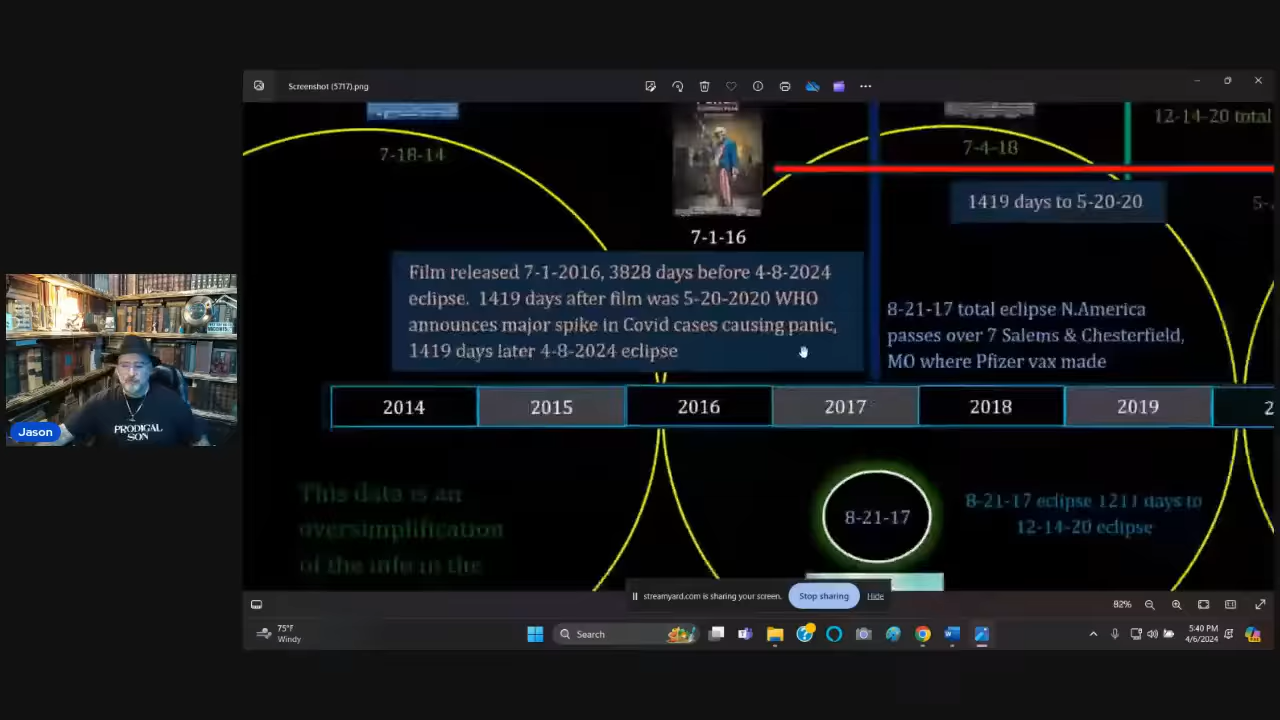 Screenshot (5717).png
7-18-14
7-4-18
12-14-20 total
1419 days to 5-20-20
7-1-16
Film released 7-1-2016, 3828 days before 4-8-2024
eclipse. 1419 days after film was 5-20-2020 WHO
announces major spike in Covid cases causing panic,
1419 days later 4-8-2024 eclipse
8-21-17 total eclipse N.America
passes over 7 Salems & Chesterfield,
MO where Pfizer vax made
2014
2015
2016
2017
2018
2019
2
This data is an
oversimplification
of the info in the
8-21-17
8-21-17 eclipse 1211 days to
12-14-20 eclipse
PRODIGAL
SON
Jason
streamyard.com is sharing your screen.
Stop sharing
Hide
82%
75°F
Windy
Search
5:40 PM
4/6/2024